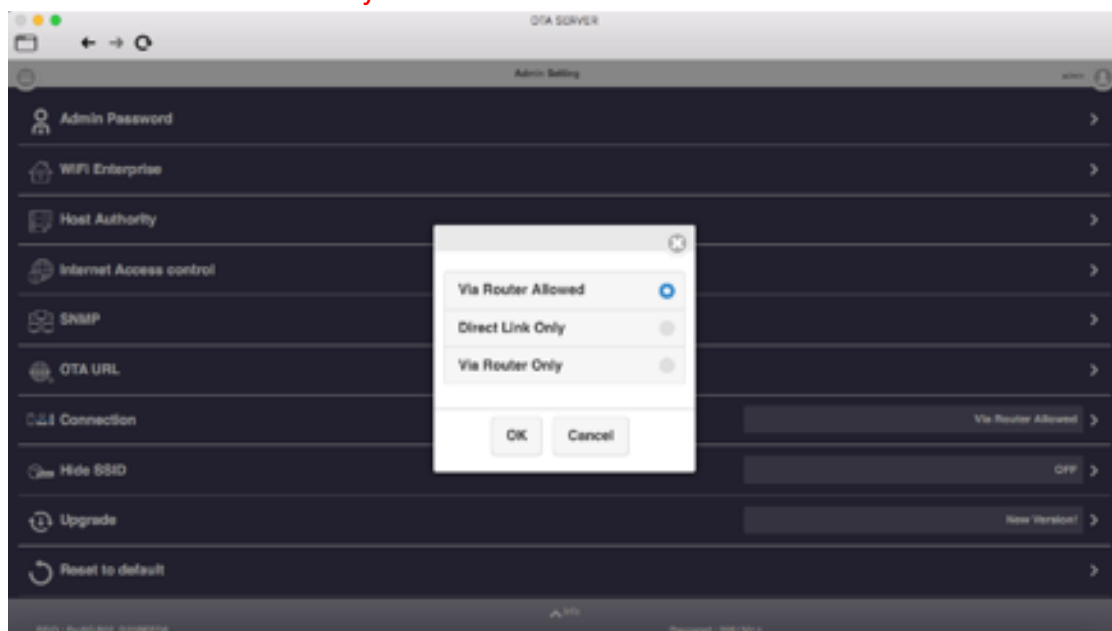 OTA SERVER
Admin Setting
admin
Admin Password
WiFi Enterprise
Host Authority
Internet Access control
SNMP
OTA URL
Connection
Via Router Allowed
Hide SSID
OFF
Upgrade
New Version!
Reset to default
Via Router Allowed
Direct Link Only
Via Router Only
OK
Cancel
Info